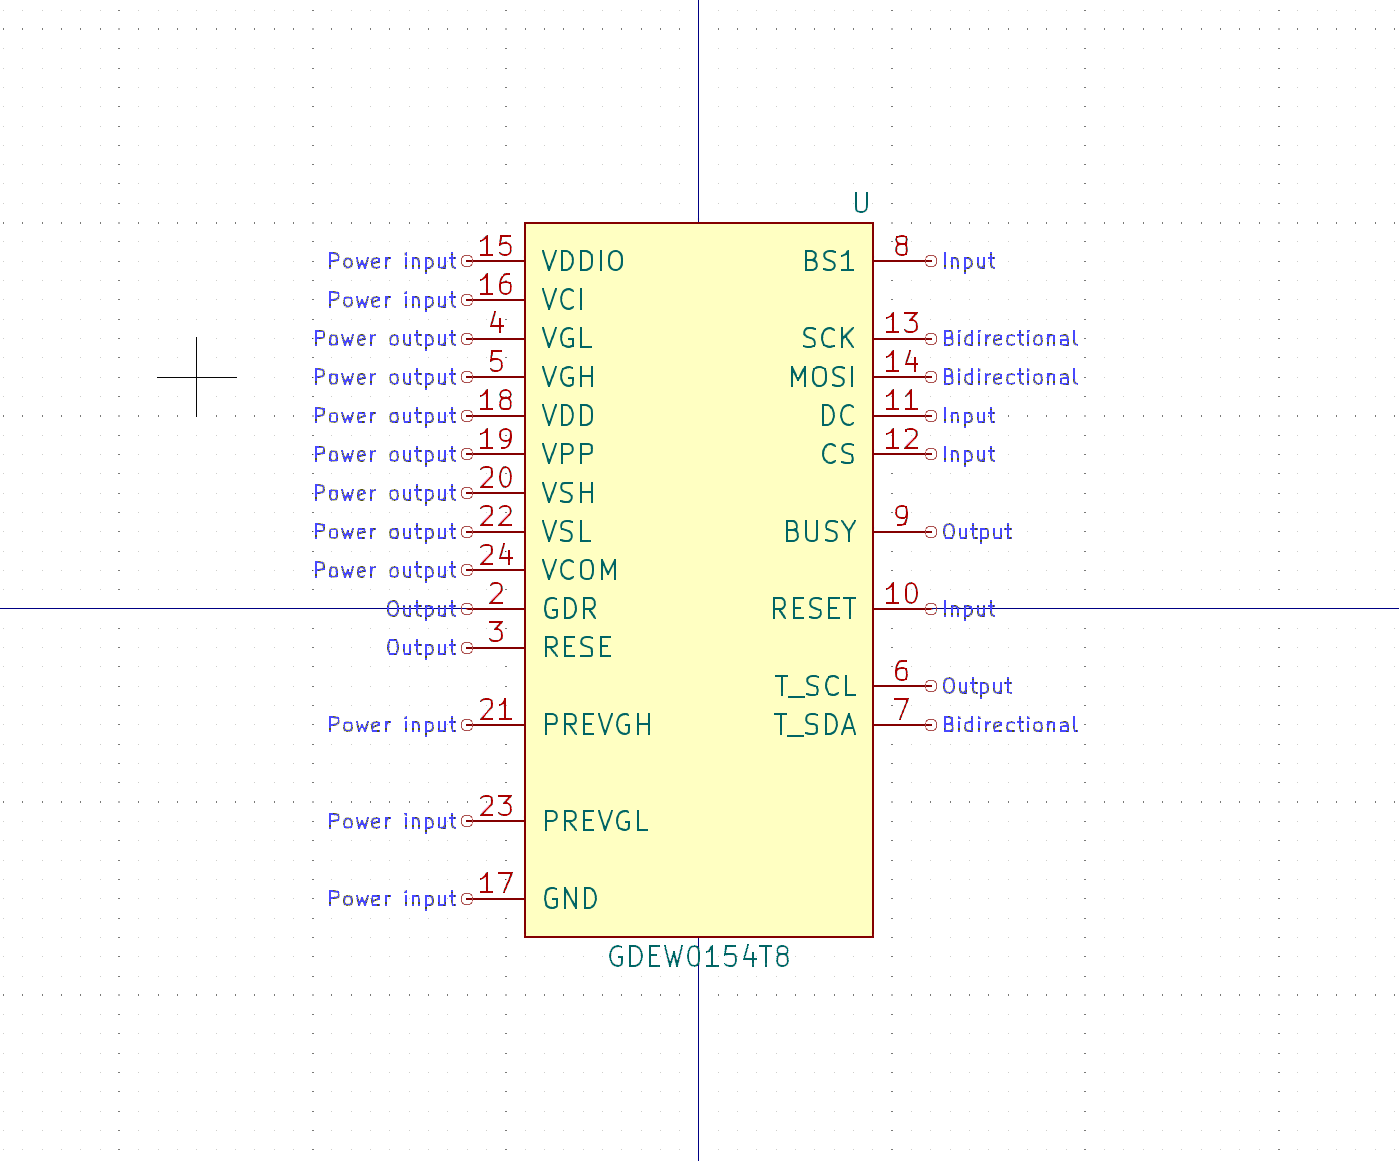 U
Power input 15 VDDIO BS1 8 Input
Power input 16 VCI
Power output 4 VGL SCK 13 Bidirectional
Power output 5 VGH MOSI 14 Bidirectional
Power output 18 VDD DC 11 Input
Power output 19 VPP CS 12 Input
Power output 20 VSH
Power output 22 VSL BUSY 9 Output
Power output 24 VCOM
Output 2 GDR RESET 10 Input
Output 3 RESE
T_SCL 6 Output
Power input 21 PREVGH T_SDA 7 Bidirectional
Power input 23 PREVGL
Power input 17 GND
GDEW0154T8